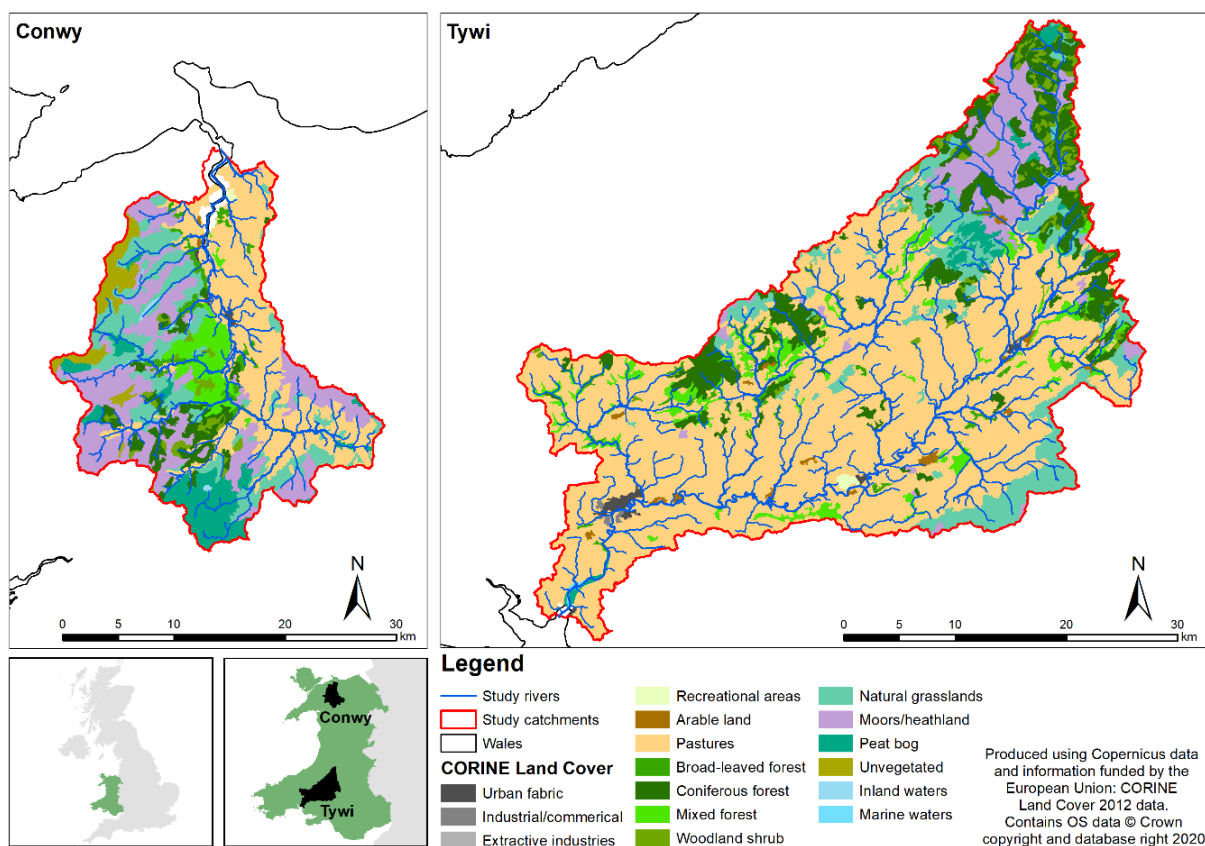 Conwy
N
0 5 10 20 30
km
Tywi
N
0 5 10 20 30
km
Conwy
Tywi
Legend
Study rivers
Study catchments
Wales
CORINE Land Cover
Urban fabric
Industrial/commerical
Extractive industries
Recreational areas
Arable land
Pastures
Broad-leaved forest
Coniferous forest
Mixed forest
Woodland shrub
Natural grasslands
Moors/heathland
Peat bog
Unvegetated
Inland waters
Marine waters
Produced using Copernicus data
and information funded by the
European Union: CORINE
Land Cover 2012 data.
Contains OS data © Crown
copyright and database right 2020